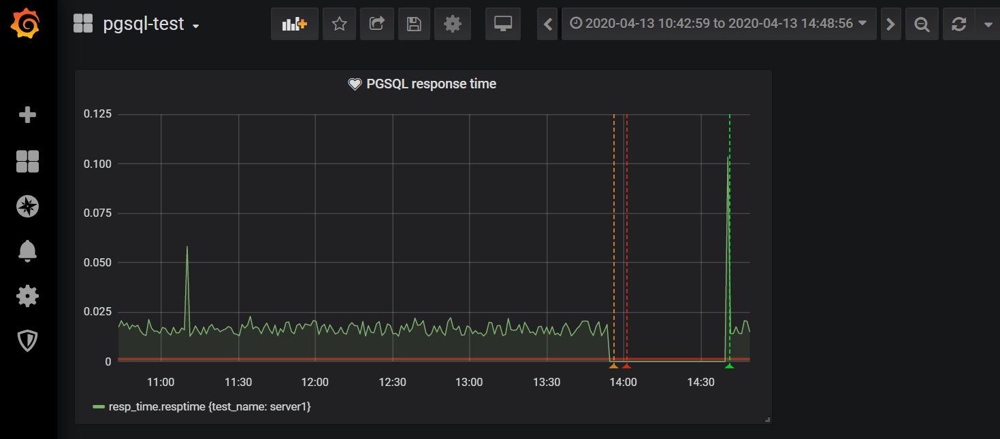 pgsql-test
2020-04-13 10:42:59 to 2020-04-13 14:48:56
PGSQL response time
0.125
0.100
0.075
0.050
0.025
0
11:00 11:30 12:00 12:30 13:00 13:30 14:00 14:30
resp_time.resptime {test_name: server1}